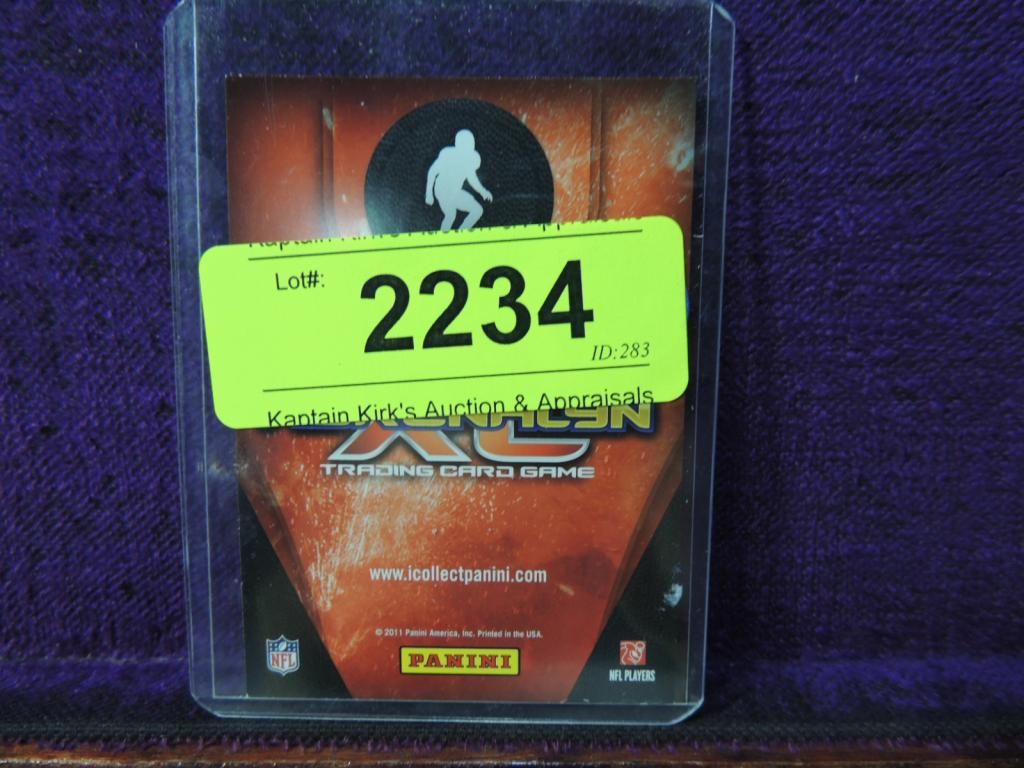 Lot#:
2234
ID:283
Kaptain Kirk's Auction & Appraisals
XL
TRADING CARD GAME
www.icollectpanini.com
© 2011 Panini America, Inc. Printed in the USA.
NFL
PANINI
NFL PLAYERS